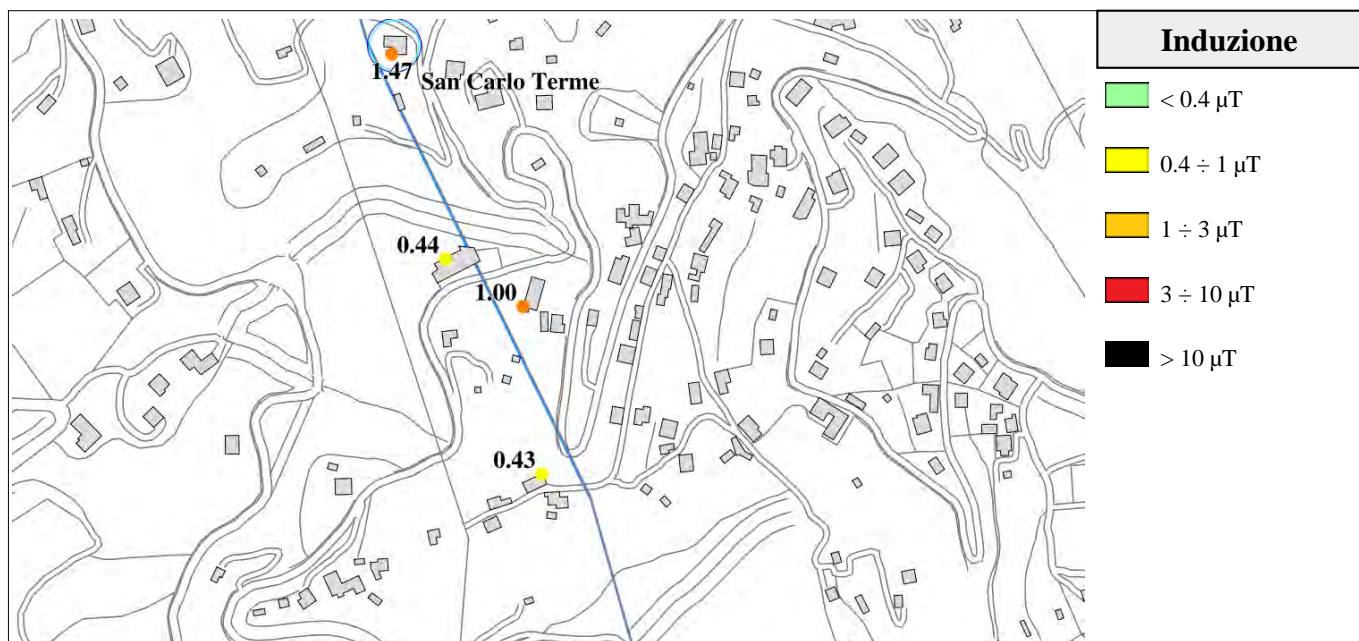 1.47
San Carlo Terme
0.44
1.00
0.43
Induzione
< 0.4 µT
0.4 ÷ 1 µT
1 ÷ 3 µT
3 ÷ 10 µT
> 10 µT